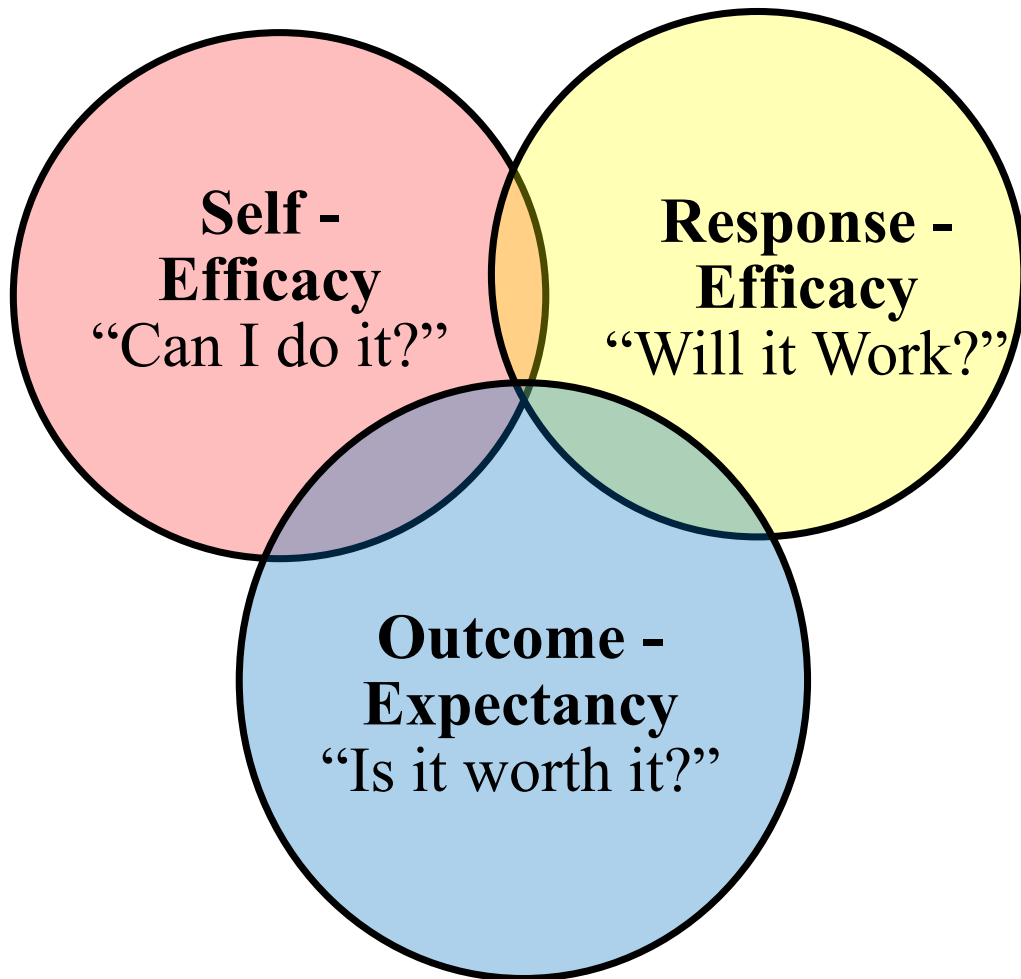 Self -
Efficacy
“Can I do it?”
Response -
Efficacy
“Will it Work?”
Outcome -
Expectancy
“Is it worth it?”